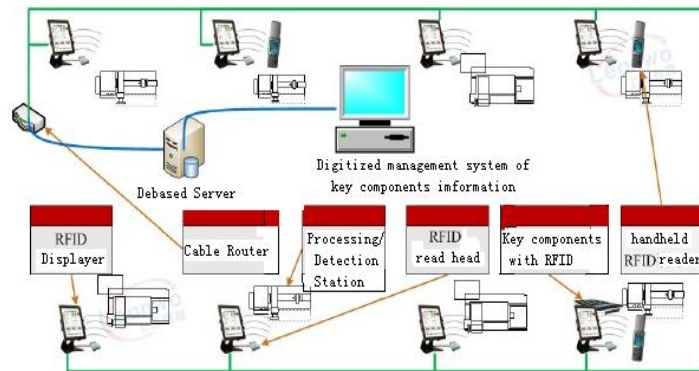 Lenowo
Digitized management system of
key components imformation
Debased Server
RFID
Displayer
Cable Router
Processing/
Detection
Station
RFID
read head
Key components
with RFID
handheld
RFID reader